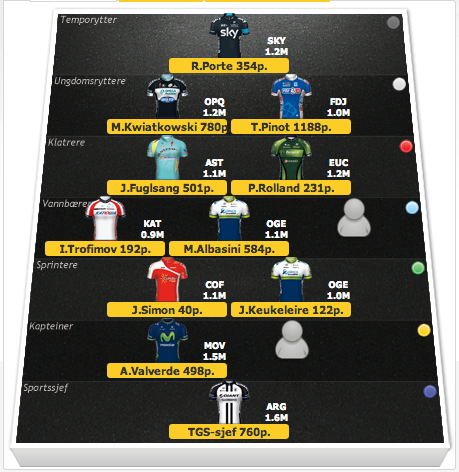 Temporytter
sky
SKY
1.2M
R.Porte 354p.
Ungdomsryttere
OPQ
1.2M
M.Kwiatkowski 780p
FDJ
1.0M
T.Pinot 1188p.
Klatrere
AST
1.1M
J.Fuglsang 501p.
EUC
1.2M
P.Rolland 231p.
Vannbærer
KAT
0.9M
I.Trofimov 192p.
OGE
1.1M
M.Albasini 584p.
Sprintere
COF
1.1M
J.Simon 40p.
OGE
1.0M
J.Keukeleire 122p.
Kapteiner
MOV
1.5M
A.Valverde 498p.
Sportssjef
ARG
1.6M
TGS-sjef 760p.